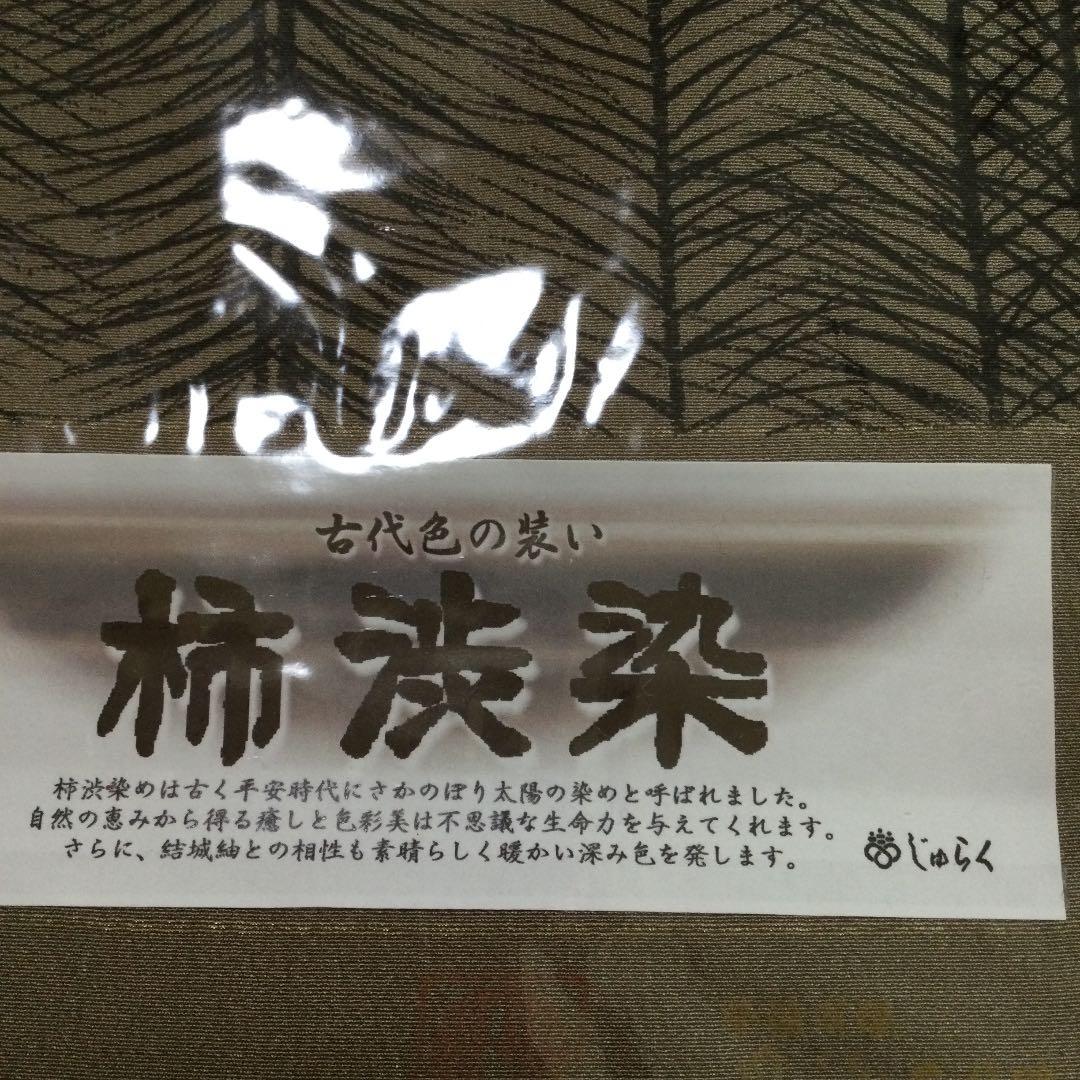 古代色の装い
柿渋染
柿渋染めは古く平安時代にさかのぼり太陽の染めと呼ばれました。
自然の恵みから得る癒しと色彩美は不思議な生命力を与えてくれます。
さらに、結城紬との相性も素晴らしく暖かい深み色を発します。
じゅらく